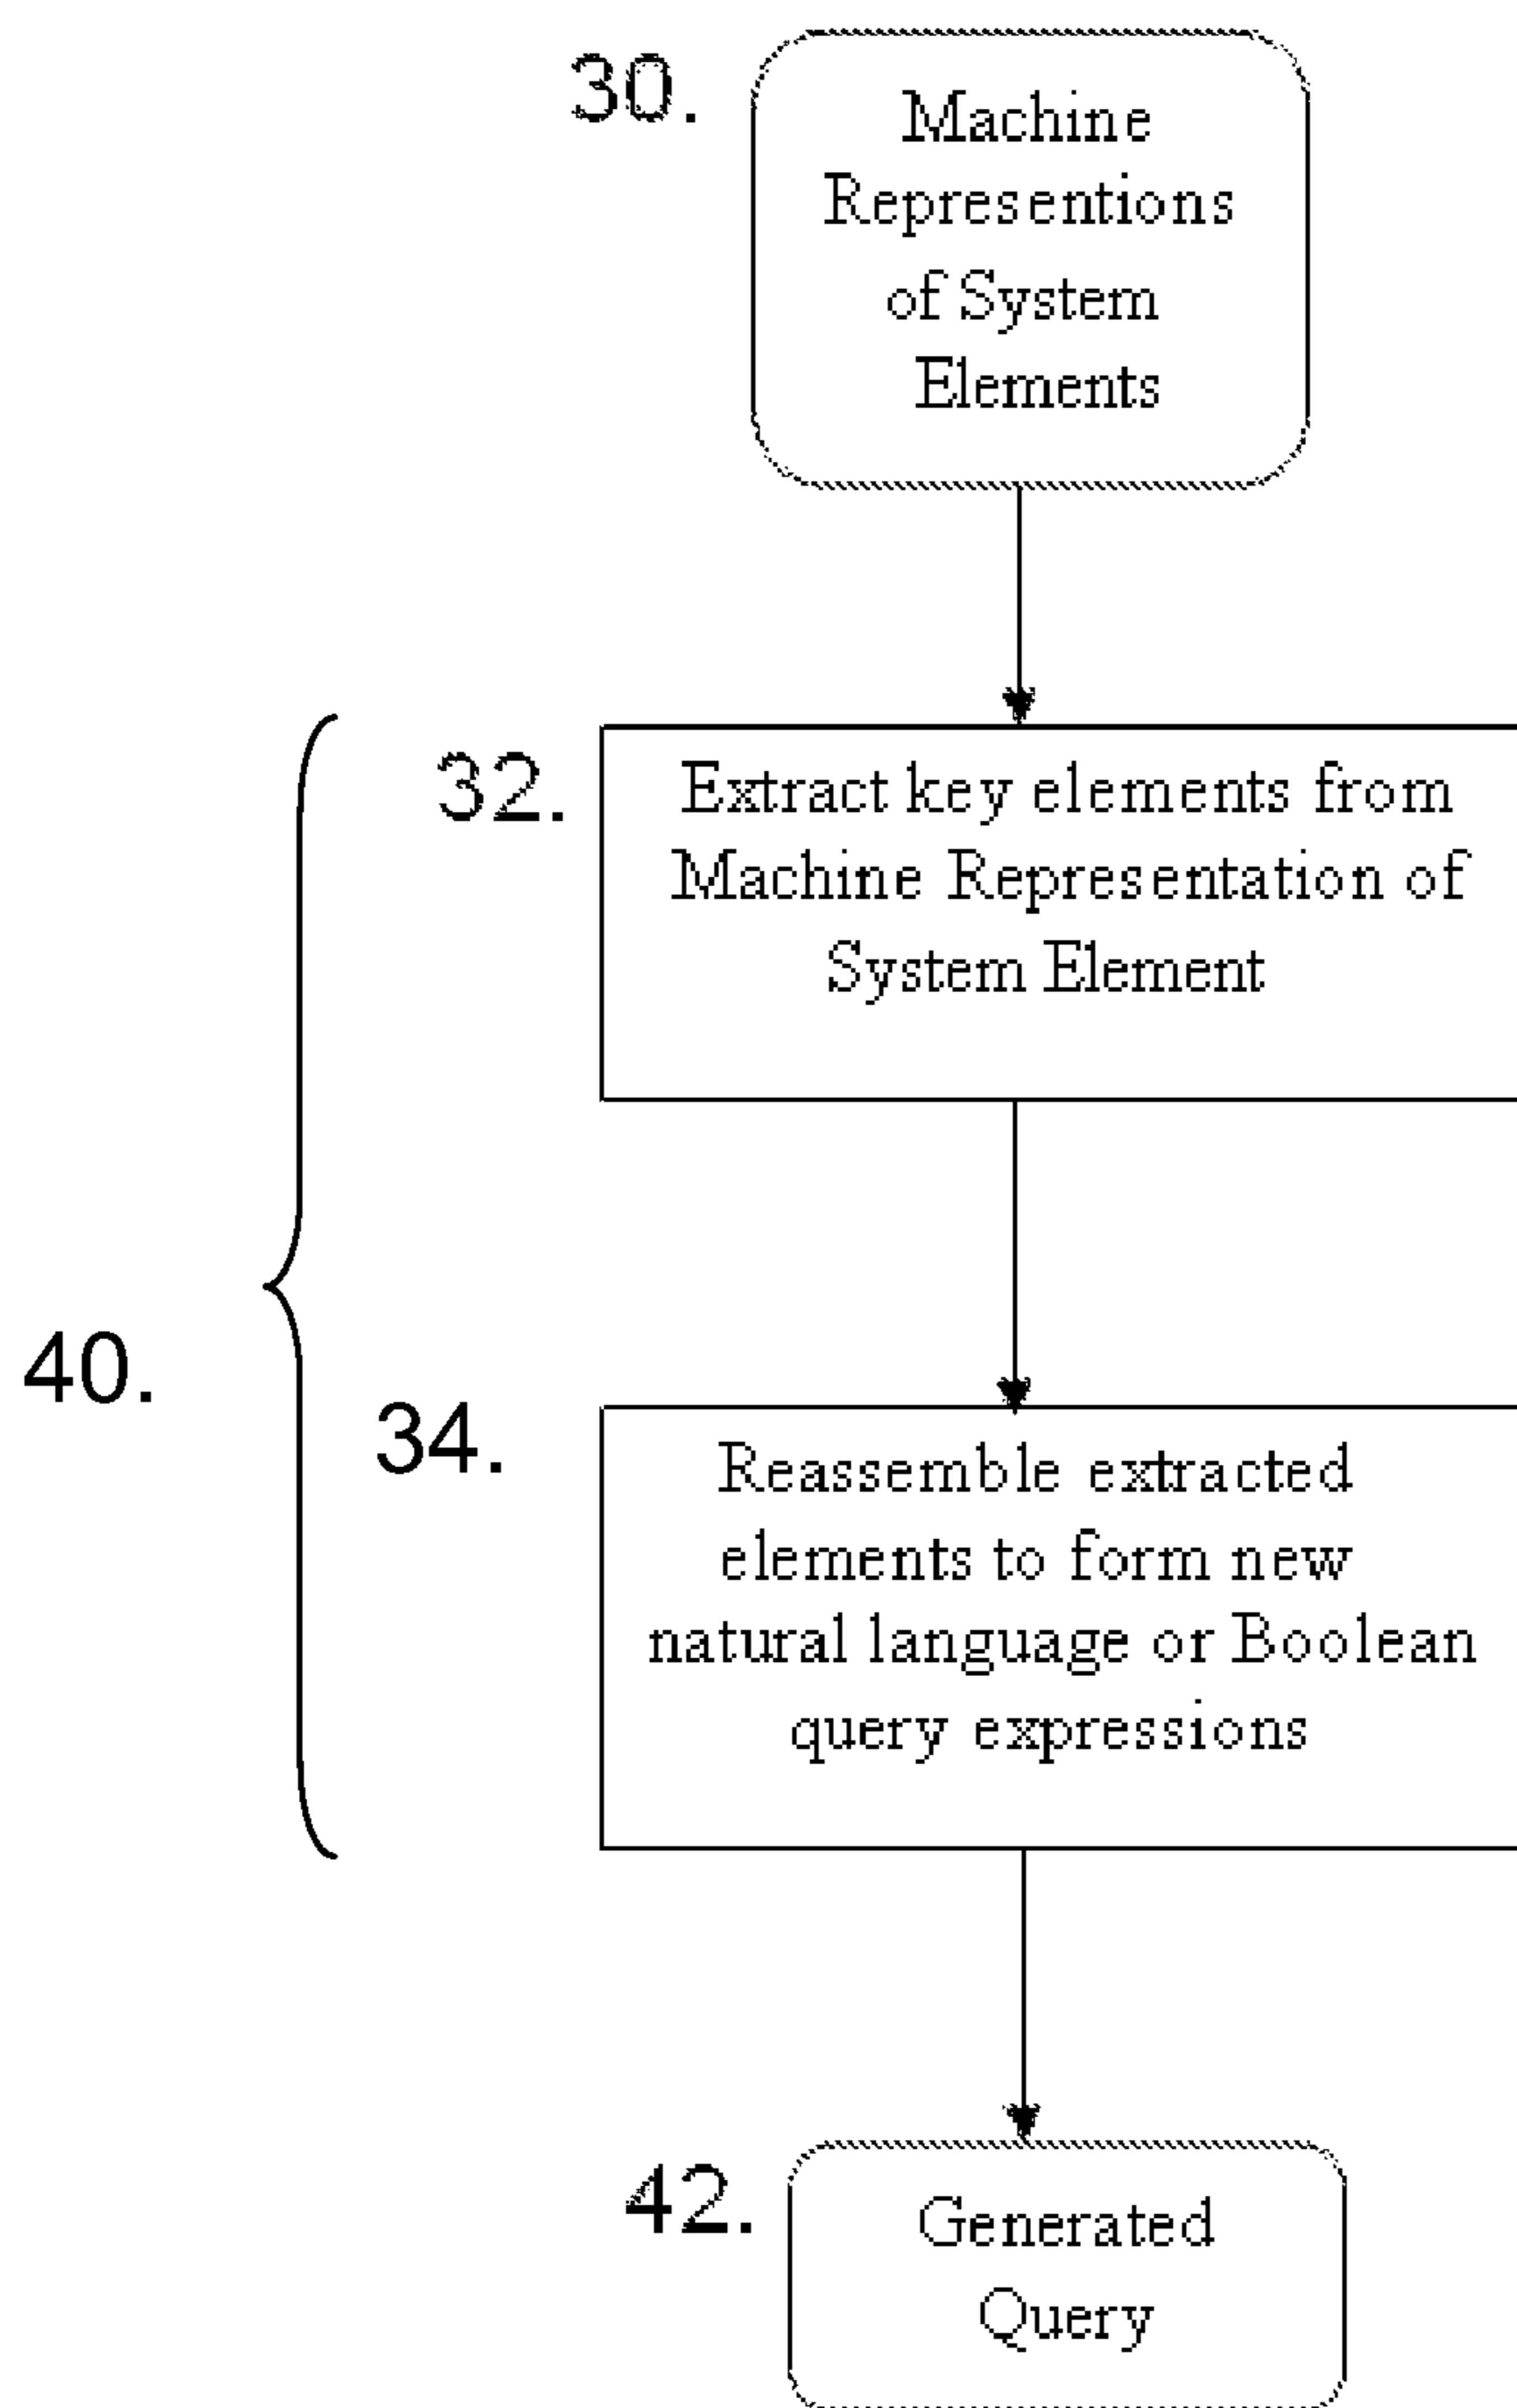 30.
Machine
Representions
of System
Elements
32.
Extract key elements from
Machine Representation of
System Element
40.
34.
Reassemble extracted
elements to form new
natural language or Boolean
query expressions
42.
Generated
Query